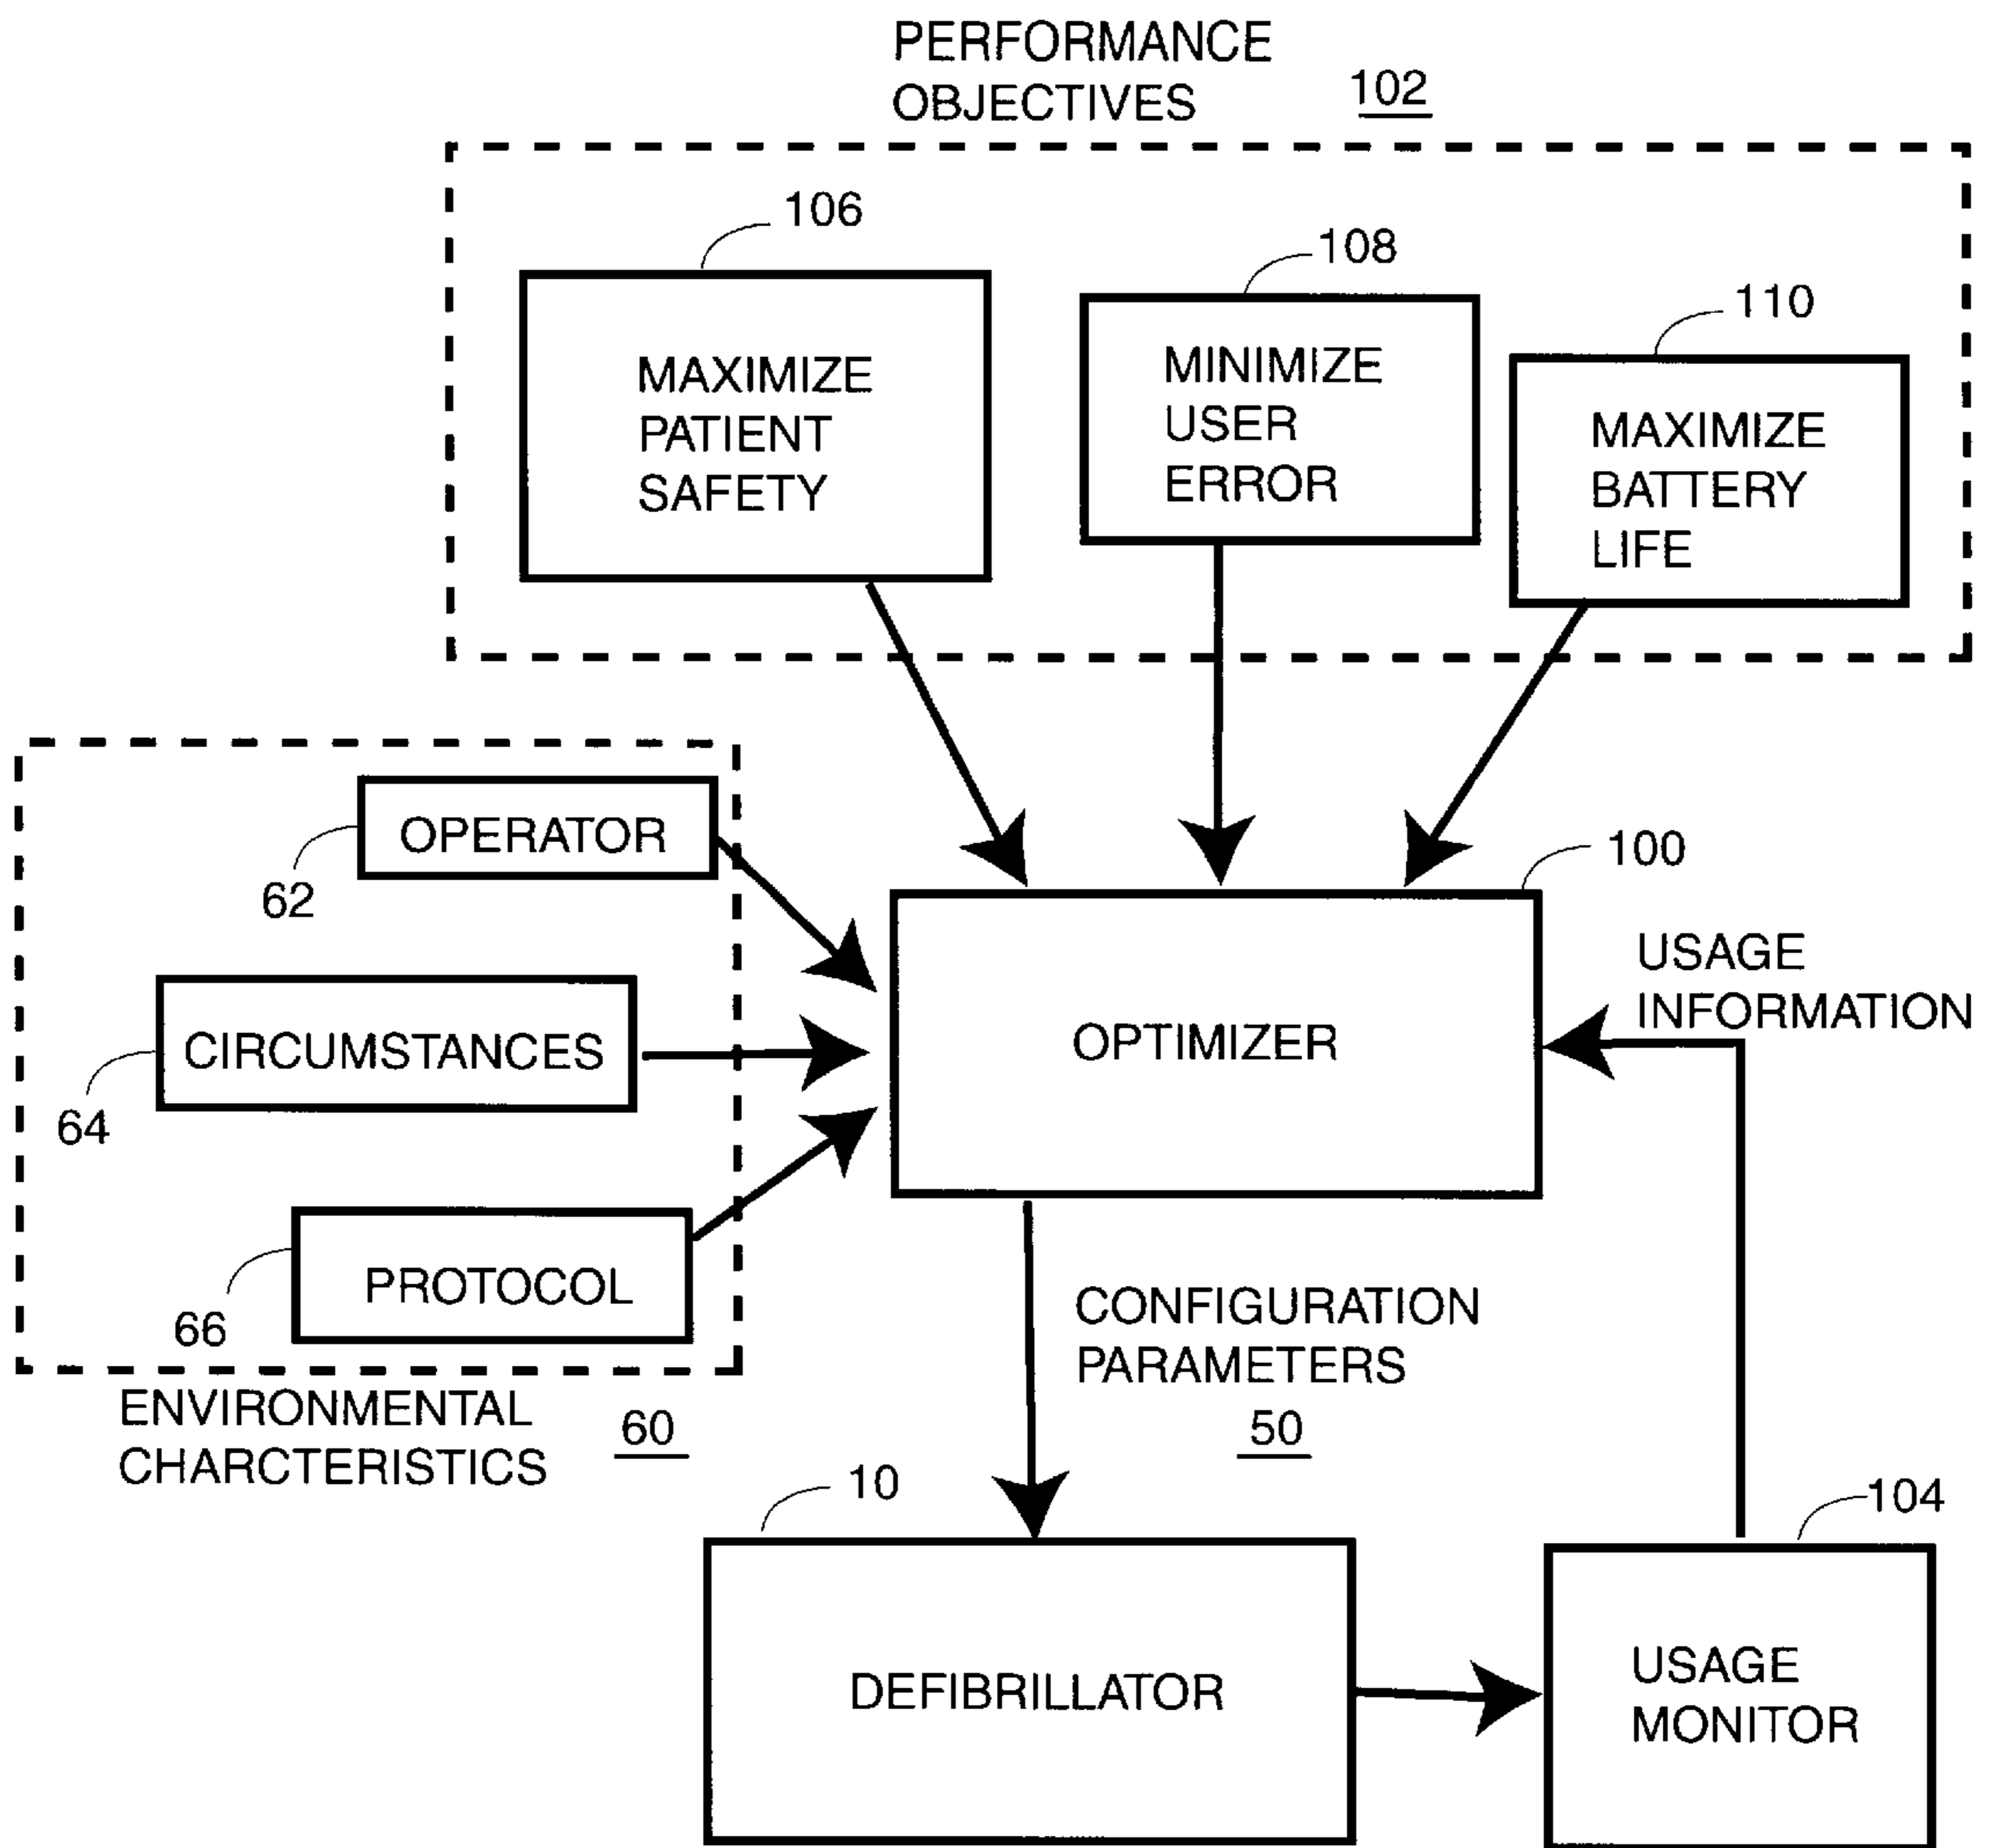 PERFORMANCE
OBJECTIVES 102
106
108
110
MAXIMIZE
PATIENT
SAFETY
MINIMIZE
USER
ERROR
MAXIMIZE
BATTERY
LIFE
OPERATOR
62
100
CIRCUMSTANCES
64
OPTIMIZER
USAGE
INFORMATION
PROTOCOL
66
ENVIRONMENTAL
CHARCTERISTICS 60
CONFIGURATION
PARAMETERS
50
10
104
DEFIBRILLATOR
USAGE
MONITOR